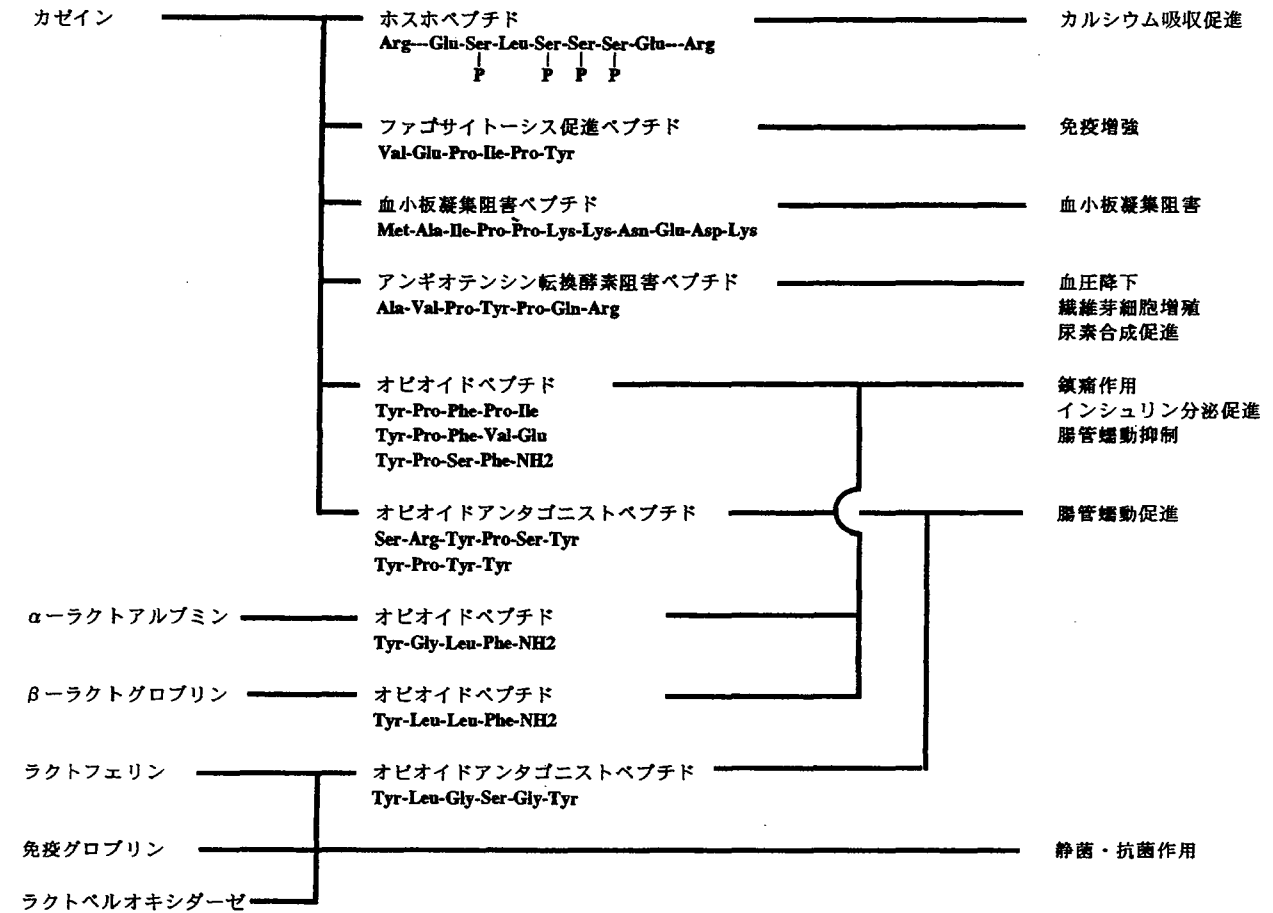 カゼイン
ホスホペプチド
カルシウム吸収促進
Arg---Glu-Ser-Leu-Ser-Ser-Ser-Glu---Arg
P P P P
ファゴサイトーシス促進ペプチド
免疫増強
Val-Glu-Pro-Ile-Pro-Tyr
血小板凝集阻害ペプチド
血小板凝集阻害
Met-Ala-Ile-Pro-Pro-Lys-Lys-Asn-Glu-Asp-Lys
アンギオテンシン転換酵素阻害ペプチド
血圧降下
Ala-Val-Pro-Tyr-Pro-Gln-Arg
繊維芽細胞増殖
尿素合成促進
オピオイドペプチド
鎮痛作用
Tyr-Pro-Phe-Pro-Ile
インシュリン分泌促進
Tyr-Pro-Phe-Val-Glu
腸管蠕動抑制
Tyr-Pro-Ser-Phe-NH2
オピオイドアンタゴニストペプチド
腸管蠕動促進
Ser-Arg-Tyr-Pro-Ser-Tyr
Tyr-Pro-Tyr-Tyr
αーラクトアルブミン
オピオイドペプチド
Tyr-Gly-Leu-Phe-NH2
βーラクトグロブリン
オピオイドペプチド
Tyr-Leu-Leu-Phe-NH2
ラクトフェリン
オピオイドアンタゴニストペプチド
Tyr-Leu-Gly-Ser-Gly-Tyr
免疫グロブリン
静菌・抗菌作用
ラクトペルオキシダーゼ